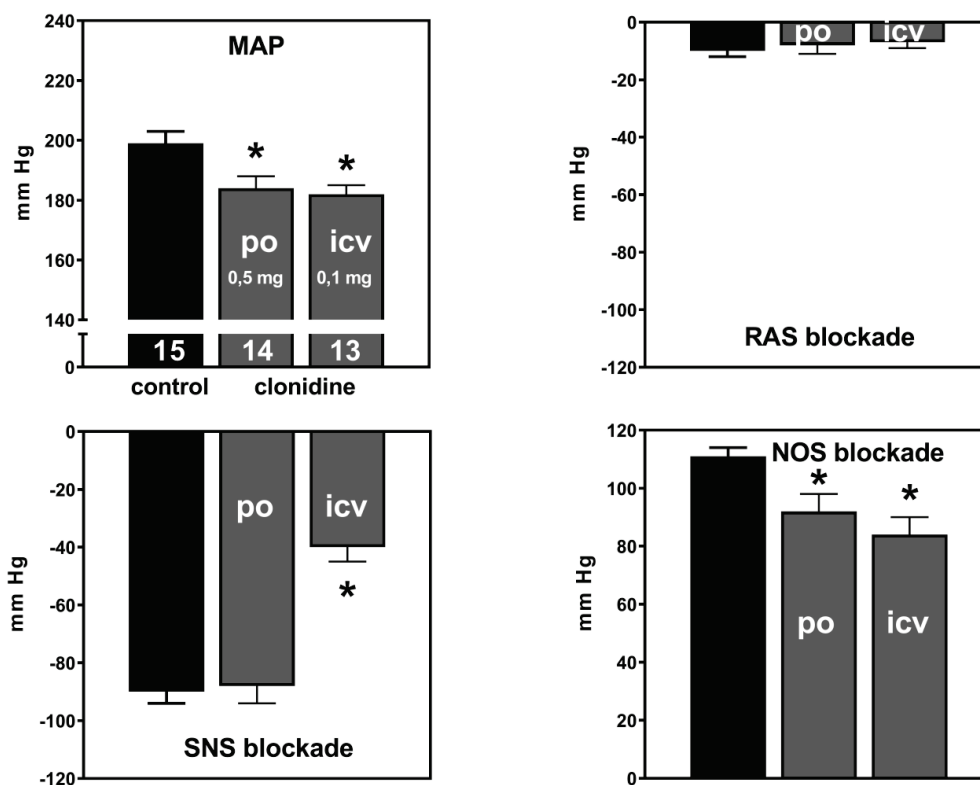 MAP
mm Hg
240
220
200
180
160
140
0
*
*
po
icv
0,5 mg
0,1 mg
15
14
13
control
clonidine
mm Hg
0
-20
-40
-60
-80
-100
-120
po
icv
RAS blockade
mm Hg
0
-20
-40
-60
-80
-100
-120
po
icv
*
SNS blockade
mm Hg
120
100
80
60
40
20
0
NOS blockade
*
*
po
icv